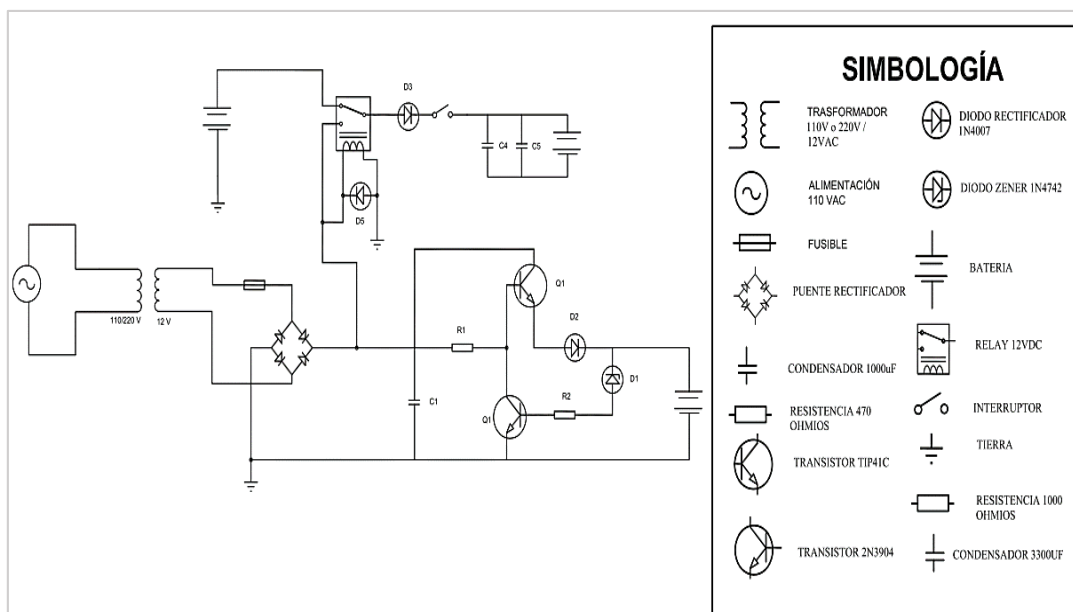 D3
C4
C5
D5
110/220 V
12 V
R1
C1
Q1
D2
D1
R2
Q1
SIMBOLOGÍA
TRASFORMADOR
110V o 220V /
12VAC
ALIMENTACIÓN
110 VAC
FUSIBLE
PUENTE RECTIFICADOR
CONDENSADOR 1000uF
RESISTENCIA 470
OHMIOS
TRANSISTOR TIP41C
TRANSISTOR 2N3904
DIODO RECTIFICADOR
1N4007
DIODO ZENER 1N4742
BATERIA
RELAY 12VDC
INTERRUPTOR
TIERRA
RESISTENCIA 1000
OHMIOS
CONDENSADOR 3300UF